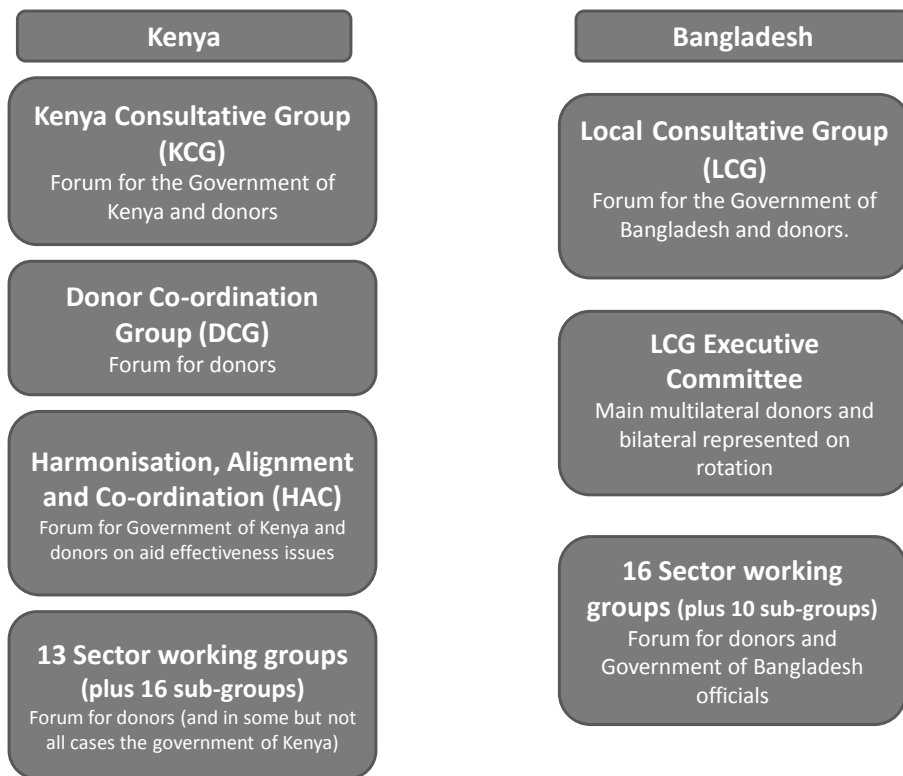 Kenya
Kenya Consultative Group
(KCG)
Forum for the Government of
Kenya and donors
Donor Co-ordination
Group (DCG)
Forum for donors
Harmonisation, Alignment
and Co-ordination (HAC)
Forum for Government of Kenya and
donors on aid effectiveness issues
13 Sector working groups
(plus 16 sub-groups)
Forum for donors (and in some but not
all cases the government of Kenya)
Bangladesh
Local Consultative Group
(LCG)
Forum for the Government of
Bangladesh and donors.
LCG Executive
Committee
Main multilateral donors and
bilateral represented on
rotation
16 Sector working
groups (plus 10 sub-groups)
Forum for donors and
Government of Bangladesh
officials